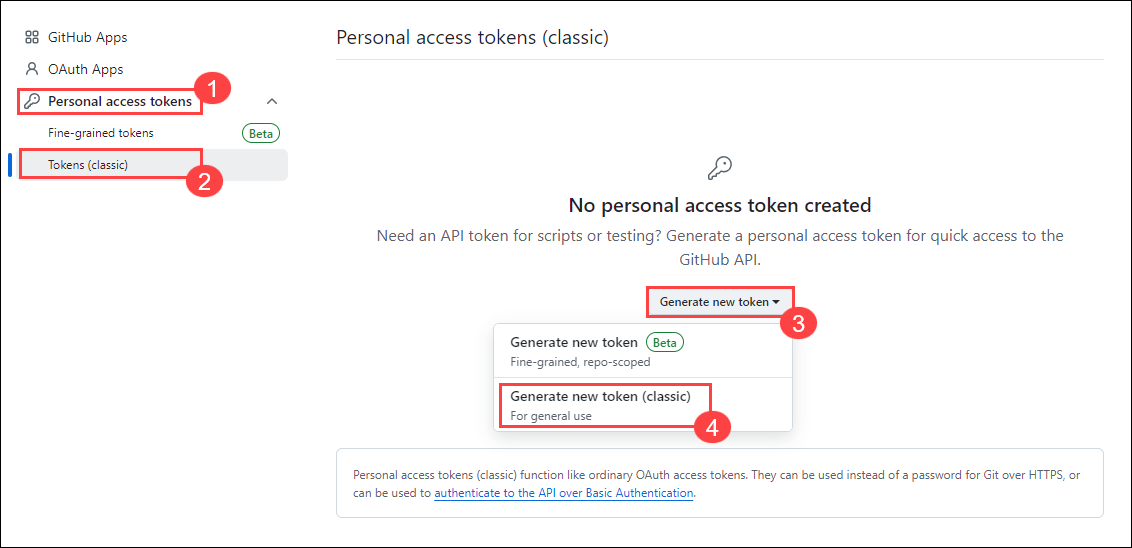 GitHub Apps
OAuth Apps
Personal access tokens
1
Fine-grained tokens
Beta
Tokens (classic)
2
Personal access tokens (classic)
No personal access token created
Need an API token for scripts or testing? Generate a personal access token for quick access to the
GitHub API.
Generate new token
3
Generate new token Beta
Fine-grained, repo-scoped
Generate new token (classic)
For general use
4
Personal access tokens (classic) function like ordinary OAuth access tokens. They can be used instead of a password for Git over HTTPS, or
can be used to authenticate to the API over Basic Authentication.